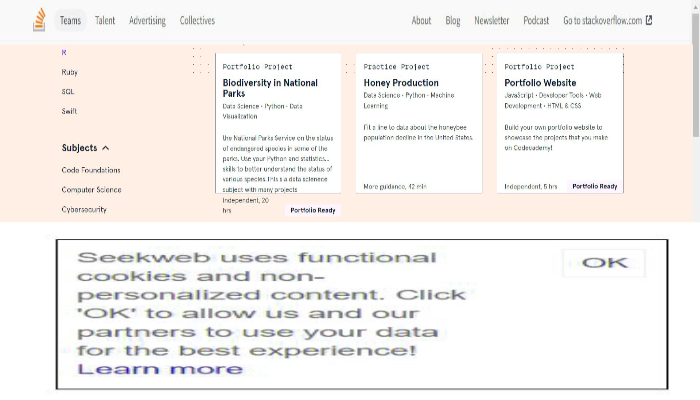 Teams Talent Advertising Collectives About Blog Newsletter Podcast Go to stackoverflow.com
R
Ruby
SQL
Swift
Subjects
Code Foundations
Computer Science
Cybersecurity
Portfolio Project
Biodiversity in National
Parks
Data Science • Python • Data
Visualization
the National Parks Service on the status
of endangered species in some of the
parks. Use your Python and statistics...
skills to better understand the status of
various species. This is a data scienece
subject with many projects
Independent, 20
hrs
Portfolio Ready
Practice Project
Honey Production
Data Science • Python • Machine
Learning
Fit a line to data about the honeybee
population decline in the United States.
More guidance, 42 min
Portfolio Project
Portfolio Website
JavaScript • Developer Tools • Web
Development • HTML & CSS
Build your own portfolio website to
showcase the projects that you make
on Codecademy!
Independent, 5 hrs Portfolio Ready
Seekweb uses functional
cookies and non-
personalized content. Click
'OK' to allow us and our
partners to use your data
for the best experience!
Learn more
OK